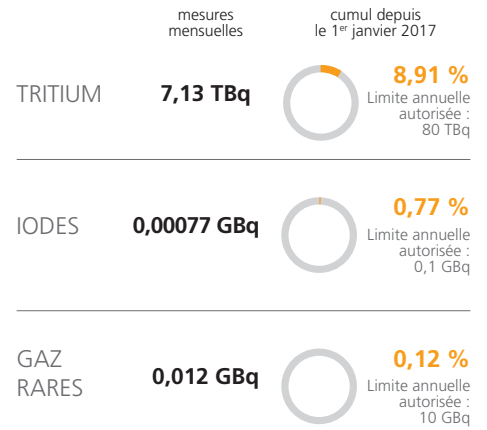 mesures
mensuelles
cumul depuis
le 1er janvier 2017
TRITIUM
7,13 TBq
8,91 %
Limite annuelle
autorisée :
80 TBq
IODES
0,00077 GBq
0,77 %
Limite annuelle
autorisée :
0,1 GBq
GAZ
RARES
0,012 GBq
0,12 %
Limite annuelle
autorisée :
10 GBq